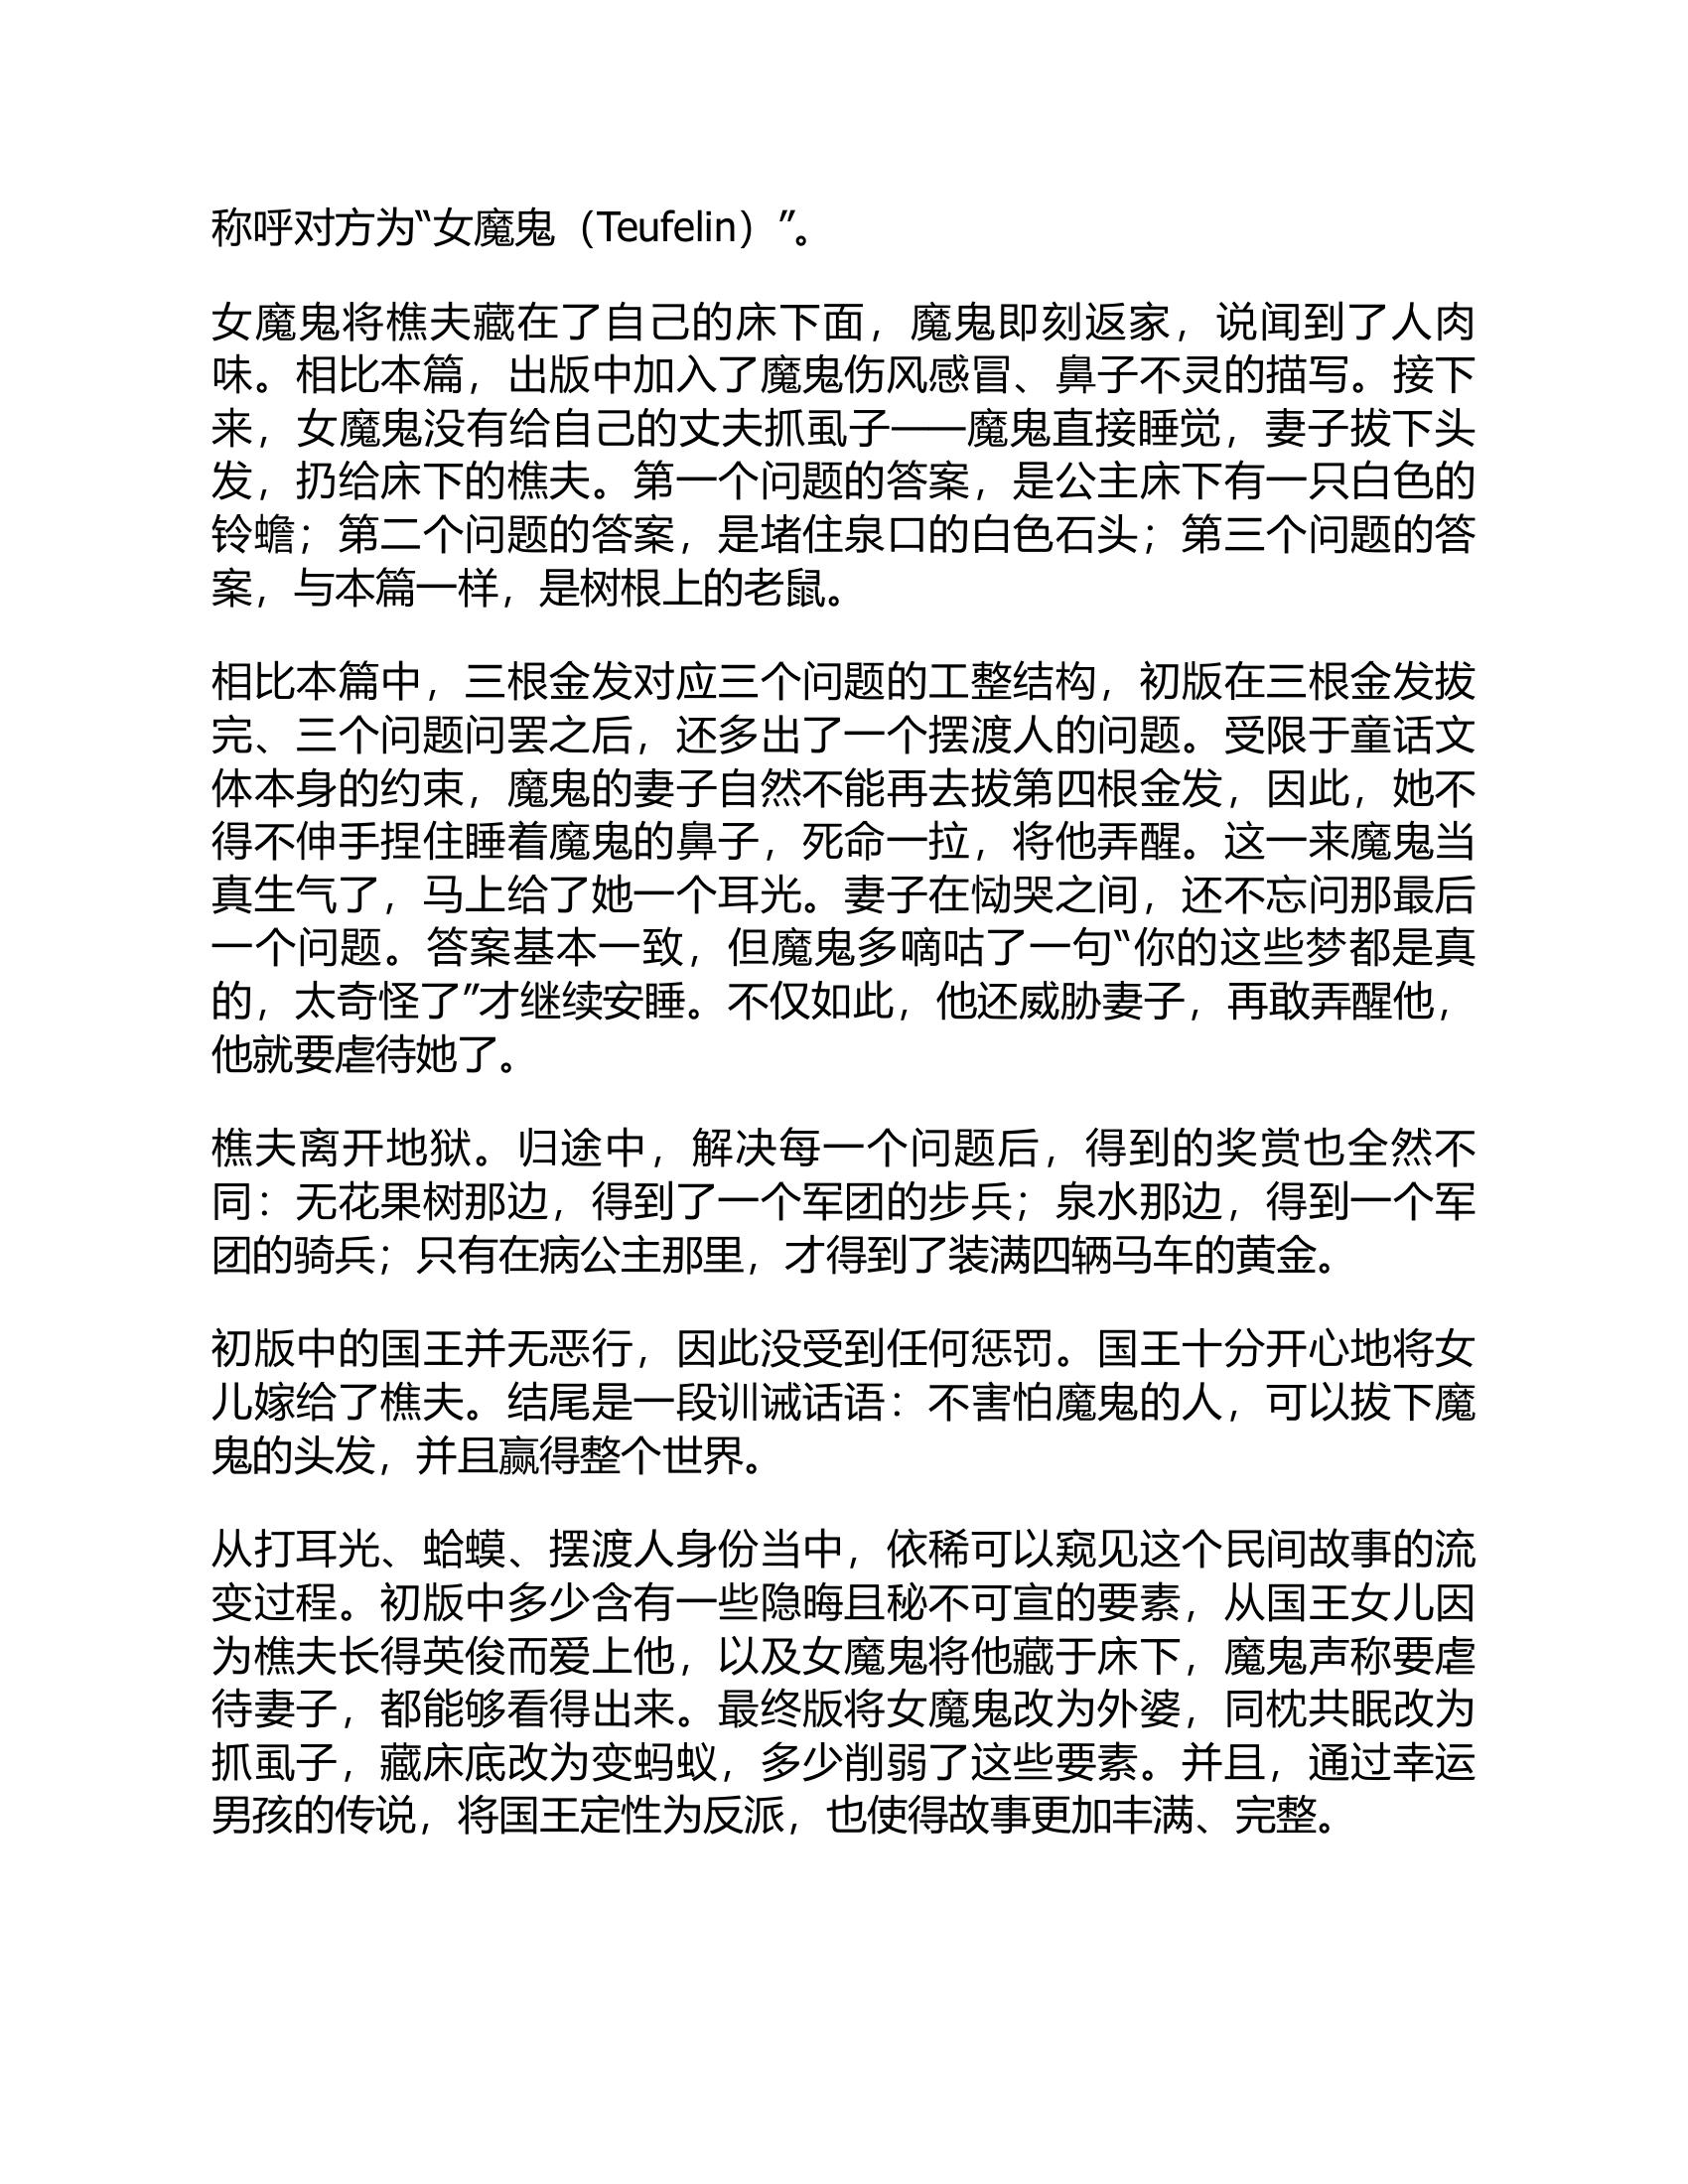 称呼对方为“女魔鬼（Teufelin）”。
女魔鬼将樵夫藏在了自己的床下面，魔鬼即刻返家，说闻到了人肉
味。相比本篇，出版中加入了魔鬼伤风感冒、鼻子不灵的描写。接下
来，女魔鬼没有给自己的丈夫抓虱子——魔鬼直接睡觉，妻子拔下头
发，扔给床下的樵夫。第一个问题的答案，是公主床下有一只白色的
铃蟾；第二个问题的答案，是堵住泉口的白色石头；第三个问题的答
案，与本篇一样，是树根上的老鼠。
相比本篇中，三根金发对应三个问题的工整结构，初版在三根金发拔
完、三个问题问罢之后，还多出了一个摆渡人的问题。受限于童话文
体本身的约束，魔鬼的妻子自然不能再去拔第四根金发，因此，她不
得不伸手捏住睡着魔鬼的鼻子，死命一拉，将他弄醒。这一来魔鬼当
真生气了，马上给了她一个耳光。妻子在恸哭之间，还不忘问那最后
一个问题。答案基本一致，但魔鬼多嘀咕了一句“你的这些梦都是真
的，太奇怪了”才继续安睡。不仅如此，他还威胁妻子，再敢弄醒他，
他就要虐待她了。
樵夫离开地狱。归途中，解决每一个问题后，得到的奖赏也全然不
同：无花果树那边，得到了一个军团的步兵；泉水那边，得到一个军
团的骑兵；只有在病公主那里，才得到了装满四辆马车的黄金。
初版中的国王并无恶行，因此没受到任何惩罚。国王十分开心地将女
儿嫁给了樵夫。结尾是一段训诫话语：不害怕魔鬼的人，可以拔下魔
鬼的头发，并且赢得整个世界。
从打耳光、蛤蟆、摆渡人身份当中，依稀可以窥见这个民间故事的流
变过程。初版中多少含有一些隐晦且秘不可宣的要素，从国王女儿因
为樵夫长得英俊而爱上他，以及女魔鬼将他藏于床下，魔鬼声称要虐
待妻子，都能够看得出来。最终版将女魔鬼改为外婆，同枕共眠改为
抓虱子，藏床底改为变蚂蚁，多少削弱了这些要素。并且，通过幸运
男孩的传说，将国王定性为反派，也使得故事更加丰满、完整。